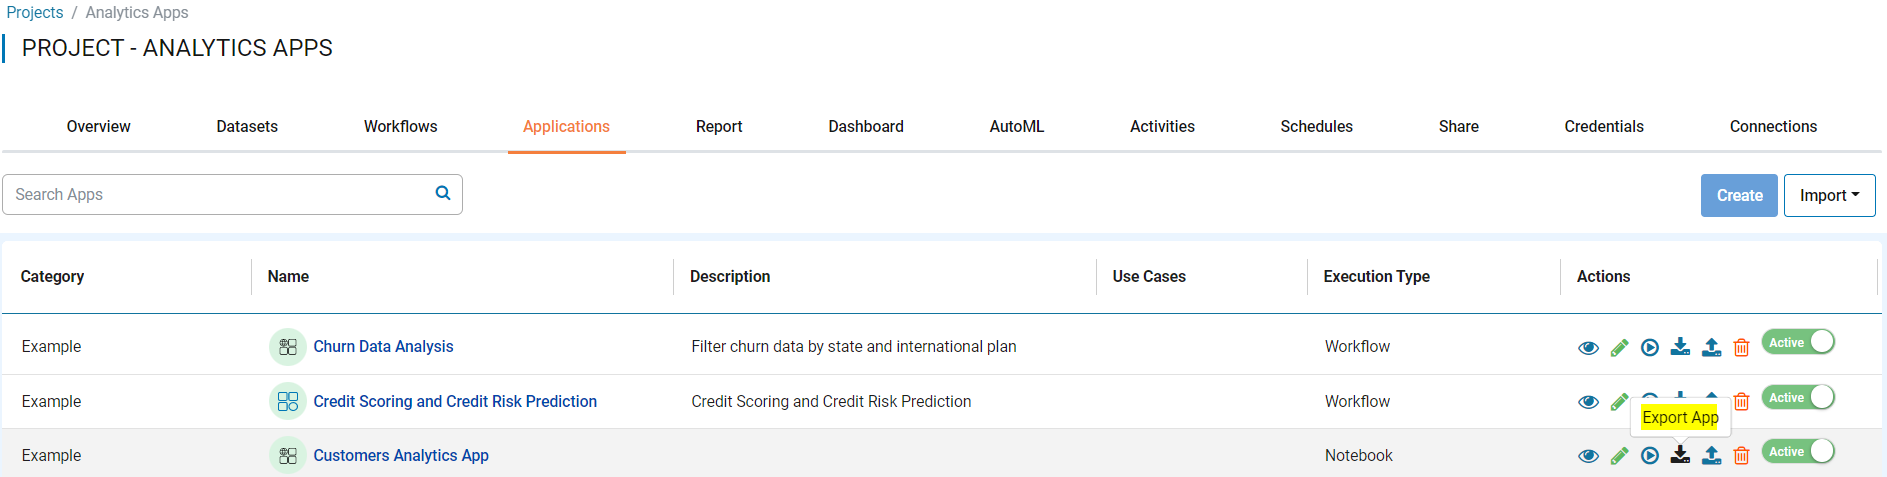 Projects / Analytics Apps
PROJECT - ANALYTICS APPS
Overview Datasets Workflows Applications Report Dashboard AutoML Activities Schedules Share Credentials Connections
Search Apps Create Import
Category Name Description Use Cases Execution Type Actions
Example Churn Data Analysis Filter churn data by state and international plan Workflow Active
Example Credit Scoring and Credit Risk Prediction Credit Scoring and Credit Risk Prediction Workflow Active
Export App
Example Customers Analytics App Notebook Active